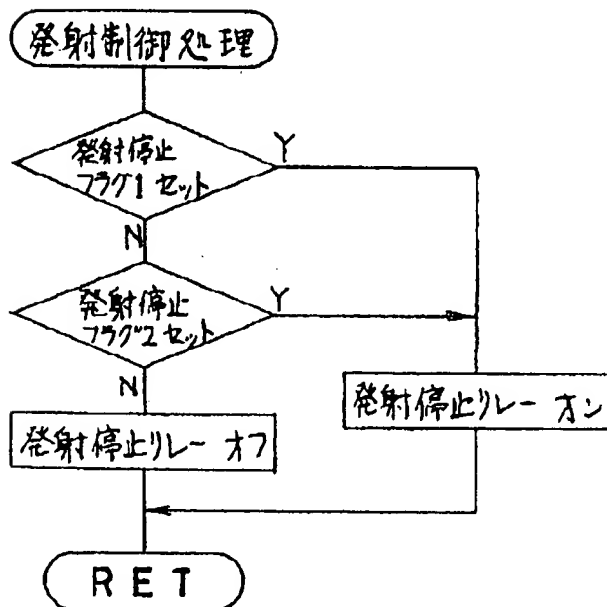 発射制御処理
発射停止
フラグ1 セット
Y
N
発射停止
フラグ2 セット
Y
N
発射停止リレー オフ
発射停止リレー オン
RET